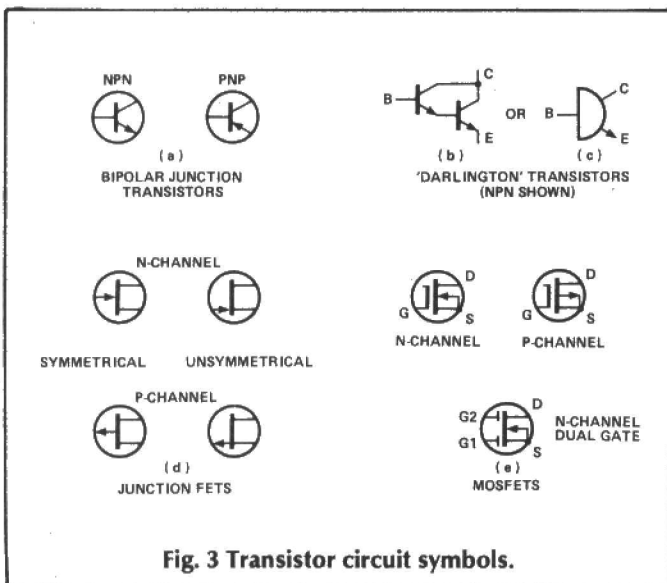 NPN PNP
(a)
BIPOLAR JUNCTION
TRANSISTORS
C
B OR B C
E E
(b) (c)
'DARLINGTON' TRANSISTORS
(NPN SHOWN)
N-CHANNEL
SYMMETRICAL UNSYMMETRICAL
P-CHANNEL
(d)
JUNCTION FETS
D D
G S G S
N-CHANNEL P-CHANNEL
G2 D
G1 S
N-CHANNEL
DUAL GATE
(e)
MOSFETS
Fig. 3 Transistor circuit symbols.